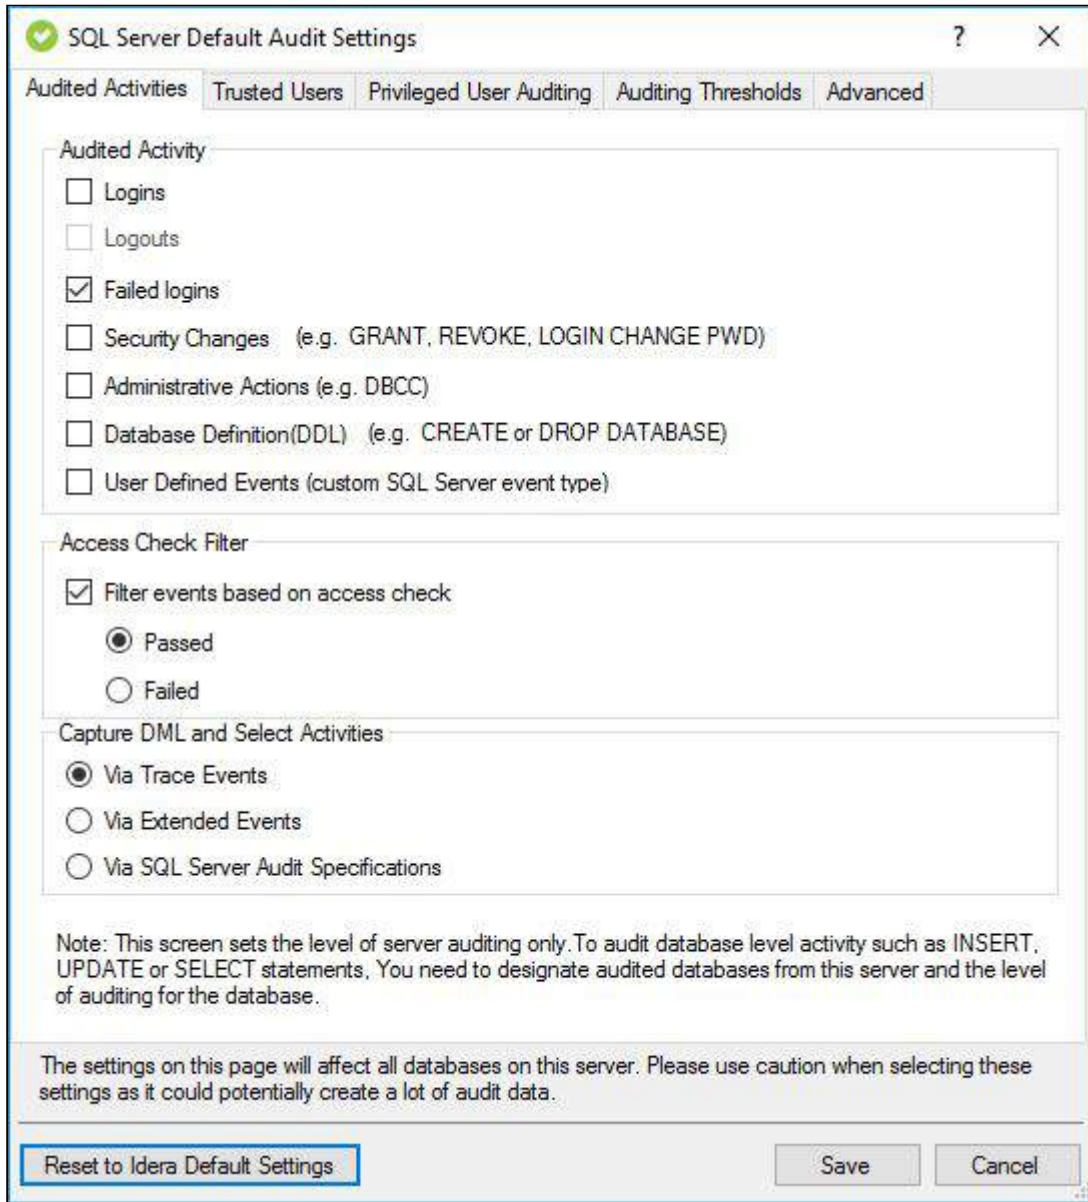 SQL Server Default Audit Settings ?
Audited Activities Trusted Users Privileged User Auditing Auditing Thresholds Advanced
Audited Activity
Logins
Logouts
Failed logins
Security Changes (e.g. GRANT, REVOKE, LOGIN CHANGE PWD)
Administrative Actions (e.g. DBCC)
Database Definition(DDL) (e.g. CREATE or DROP DATABASE)
User Defined Events (custom SQL Server event type)
Access Check Filter
Filter events based on access check
Passed
Failed
Capture DML and Select Activities
Via Trace Events
Via Extended Events
Via SQL Server Audit Specifications
Note: This screen sets the level of server auditing only.To audit database level activity such as INSERT,
UPDATE or SELECT statements, You need to designate audited databases from this server and the level
of auditing for the database.
The settings on this page will affect all databases on this server. Please use caution when selecting these
settings as it could potentially create a lot of audit data.
Reset to Idera Default Settings Save Cancel